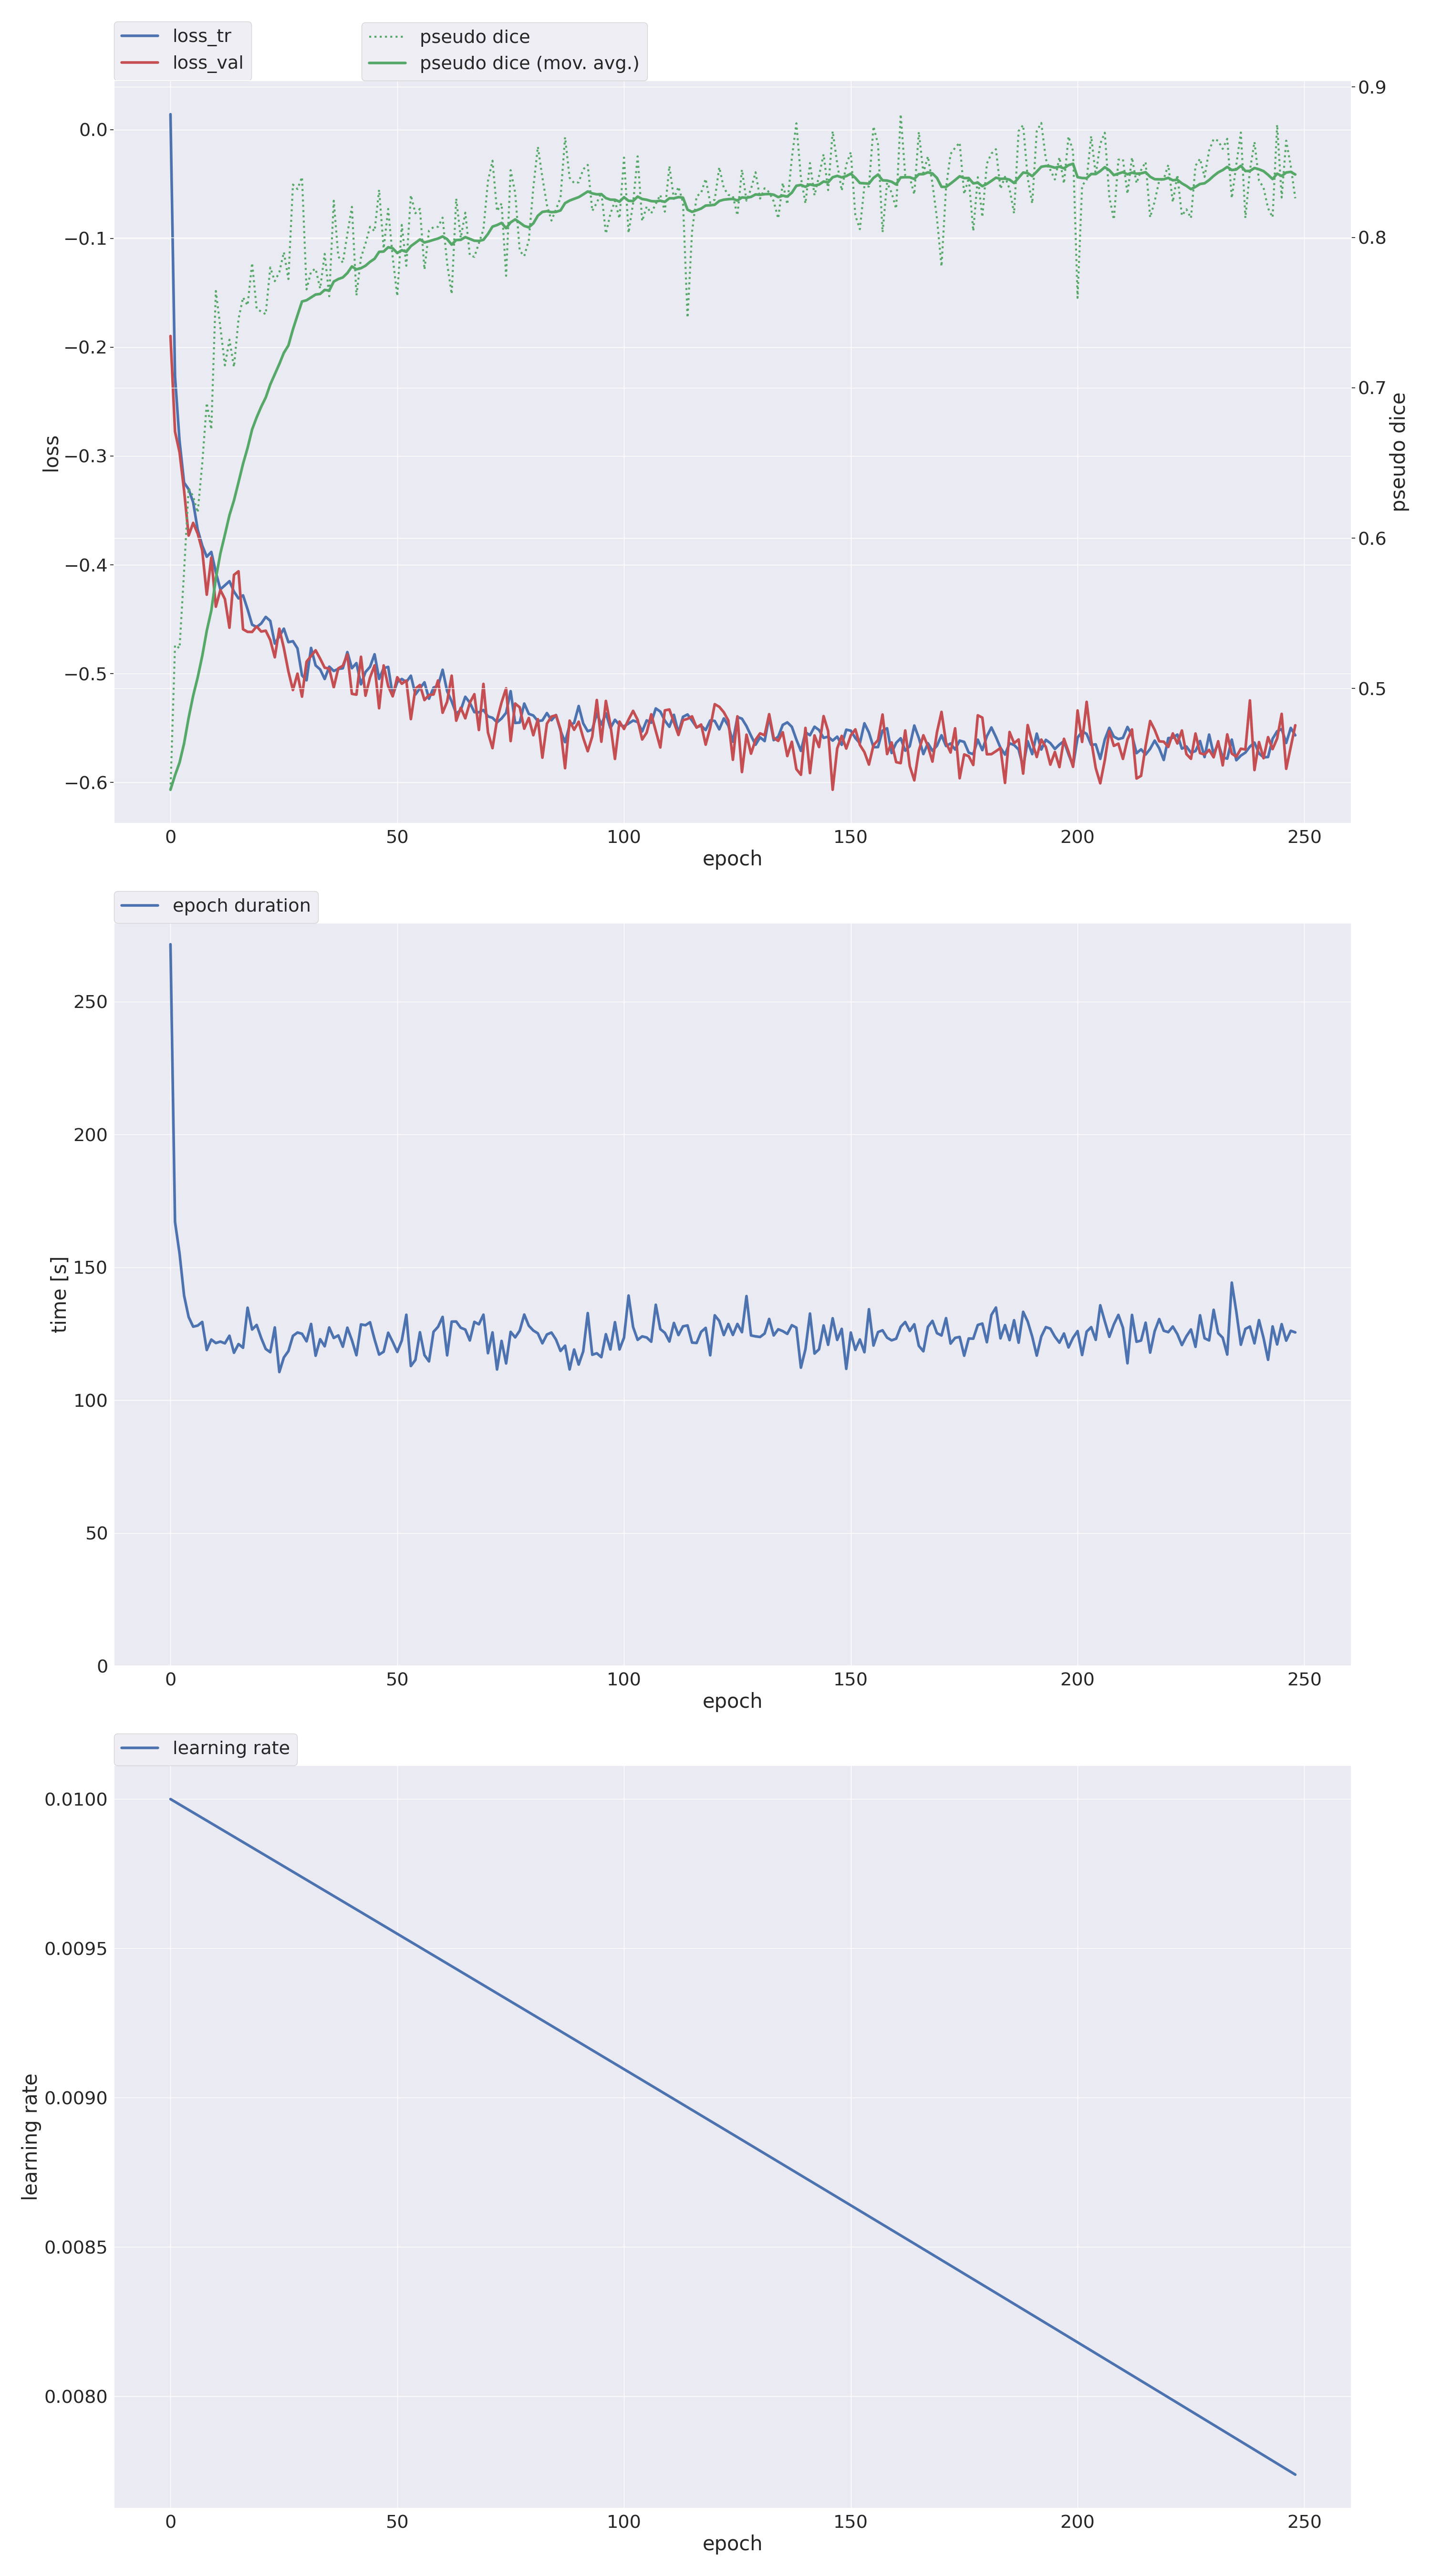 loss_tr
loss_val
pseudo dice
pseudo dice (mov. avg.)
0.0
−0.1
−0.2
−0.3
−0.4
−0.5
−0.6
loss
0.9
0.8
0.7
0.6
0.5
pseudo dice
0 50 100 150 200 250
epoch
epoch duration
250
200
150
100
50
0
time [s]
0 50 100 150 200 250
epoch
learning rate
0.0100
0.0095
0.0090
0.0085
0.0080
learning rate
0 50 100 150 200 250
epoch